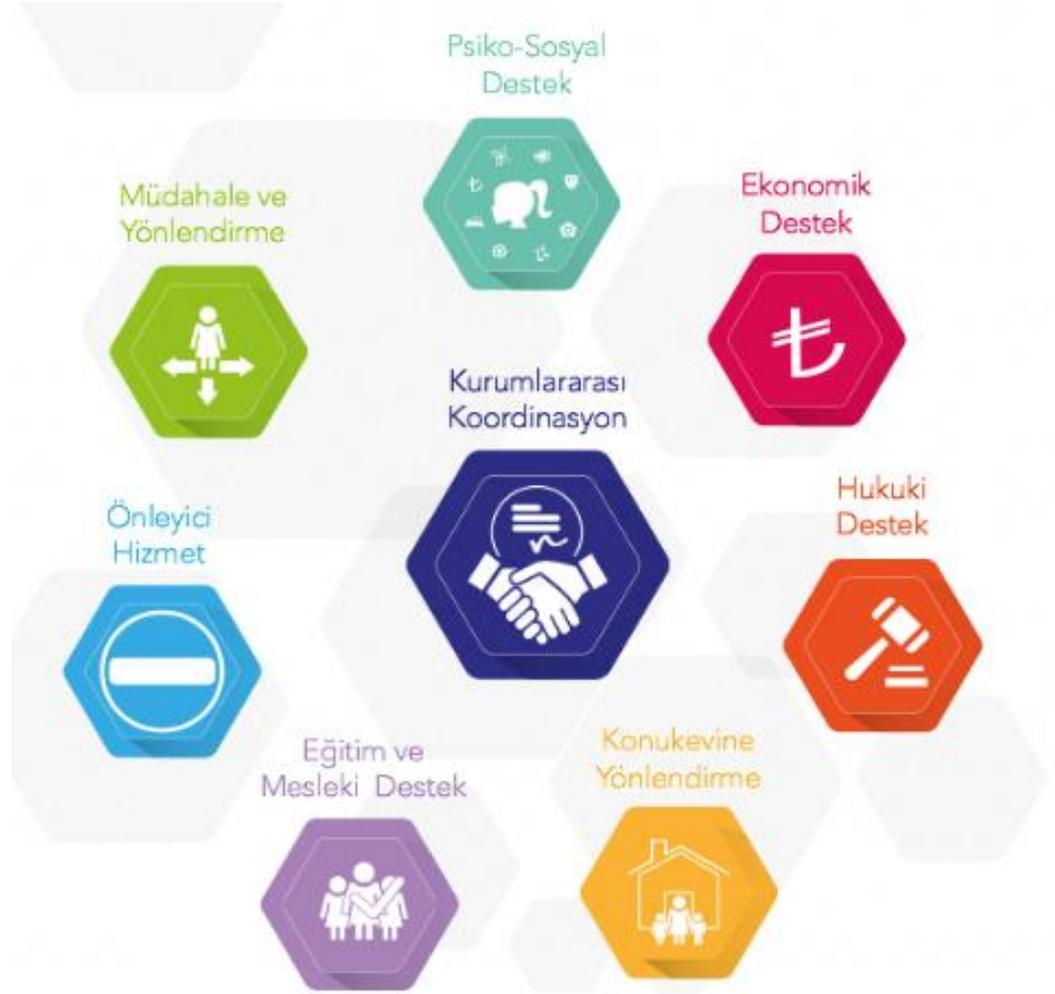 Psiko-Sosyal
Destek
Müdahale ve
Yönlendirme
Ekonomik
Destek
₺
Kurumlararası
Koordinasyon
Önleyici
Hizmet
Hukuki
Destek
Eğitim ve
Mesleki Destek
Konukevine
Yönlendirme